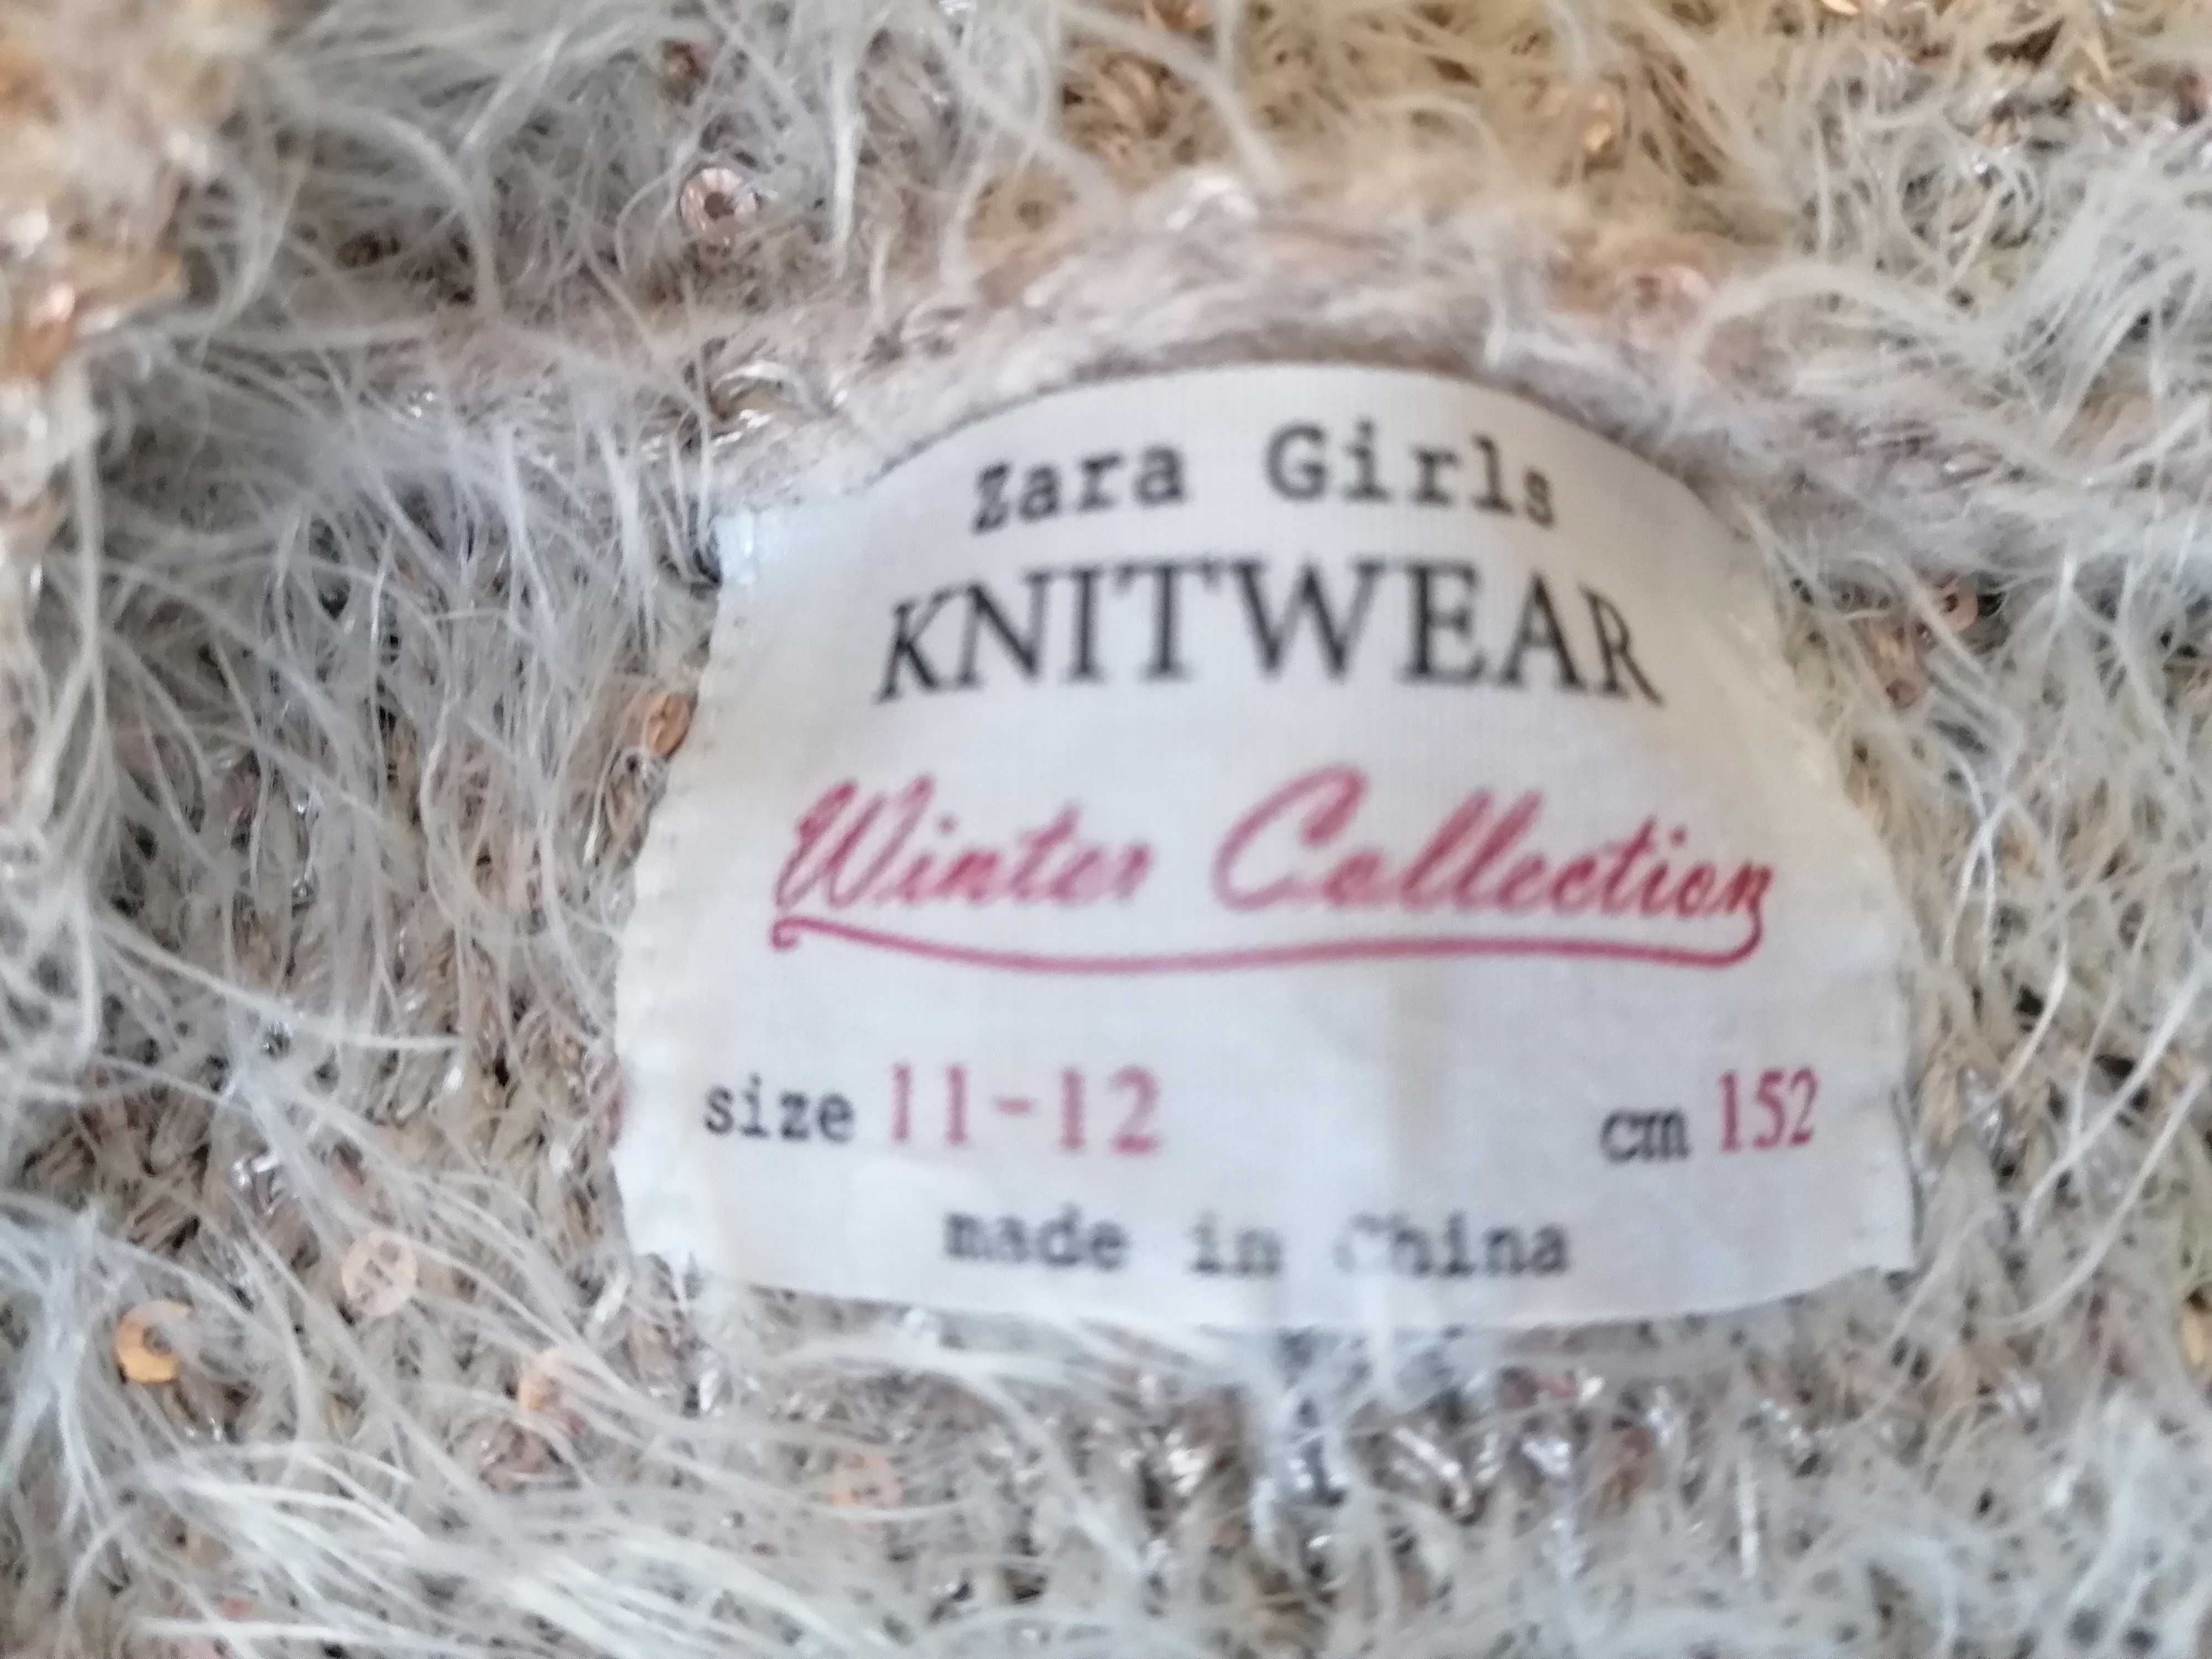 Zara Girls
KNITWEAR
Winter Collection
size 11-12 cm 152
made in China